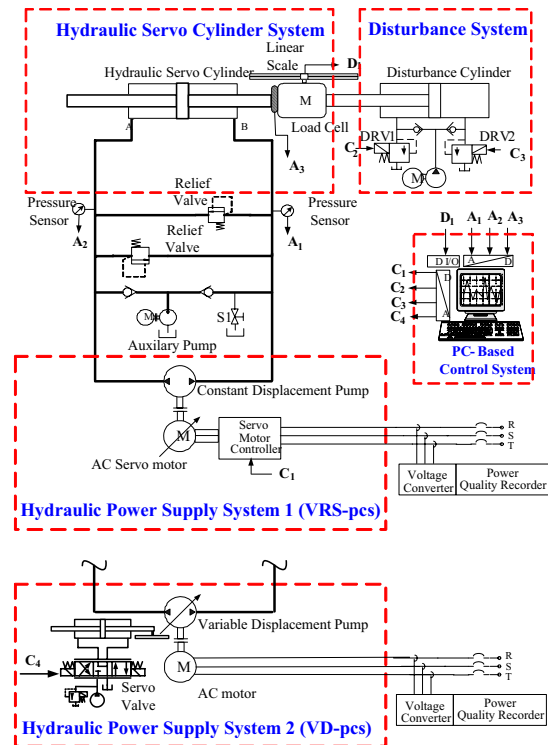 Hydraulic Servo Cylinder System
Disturbance System
Linear
Scale
D1
Hydraulic Servo Cylinder
Disturbance Cylinder
M
A
B
Load Cell
DRV1
DRV2
C2
C3
M
A3
Pressure
Sensor
Relief
Valve
Pressure
Sensor
A2
A1
Relief
Valve
D1 A1 A2 A3
D I/O
A
D
C1
C2
C3
C4
D
A
M
S1
Auxilary Pump
PC- Based
Control System
Constant Displacement Pump
M
Servo
Motor
Controller
AC Servo motor
R
S
T
C1
Voltage
Converter
Power
Quality Recorder
Hydraulic Power Supply System 1 (VRS-pcs)
Variable Displacement Pump
C4
M
Servo
Valve
AC motor
R
S
T
Voltage
Converter
Power
Quality Recorder
Hydraulic Power Supply System 2 (VD-pcs)